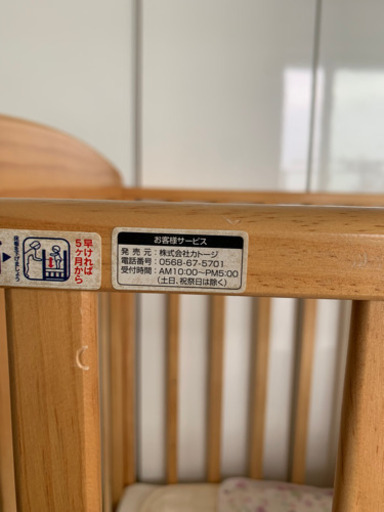 早ければ
5ヶ月から
お客様サービス
発売元：株式会社カトージ
電話番号：0568-67-5701
受付時間：AM10:00～PM5:00
（土日、祝祭日は除く）